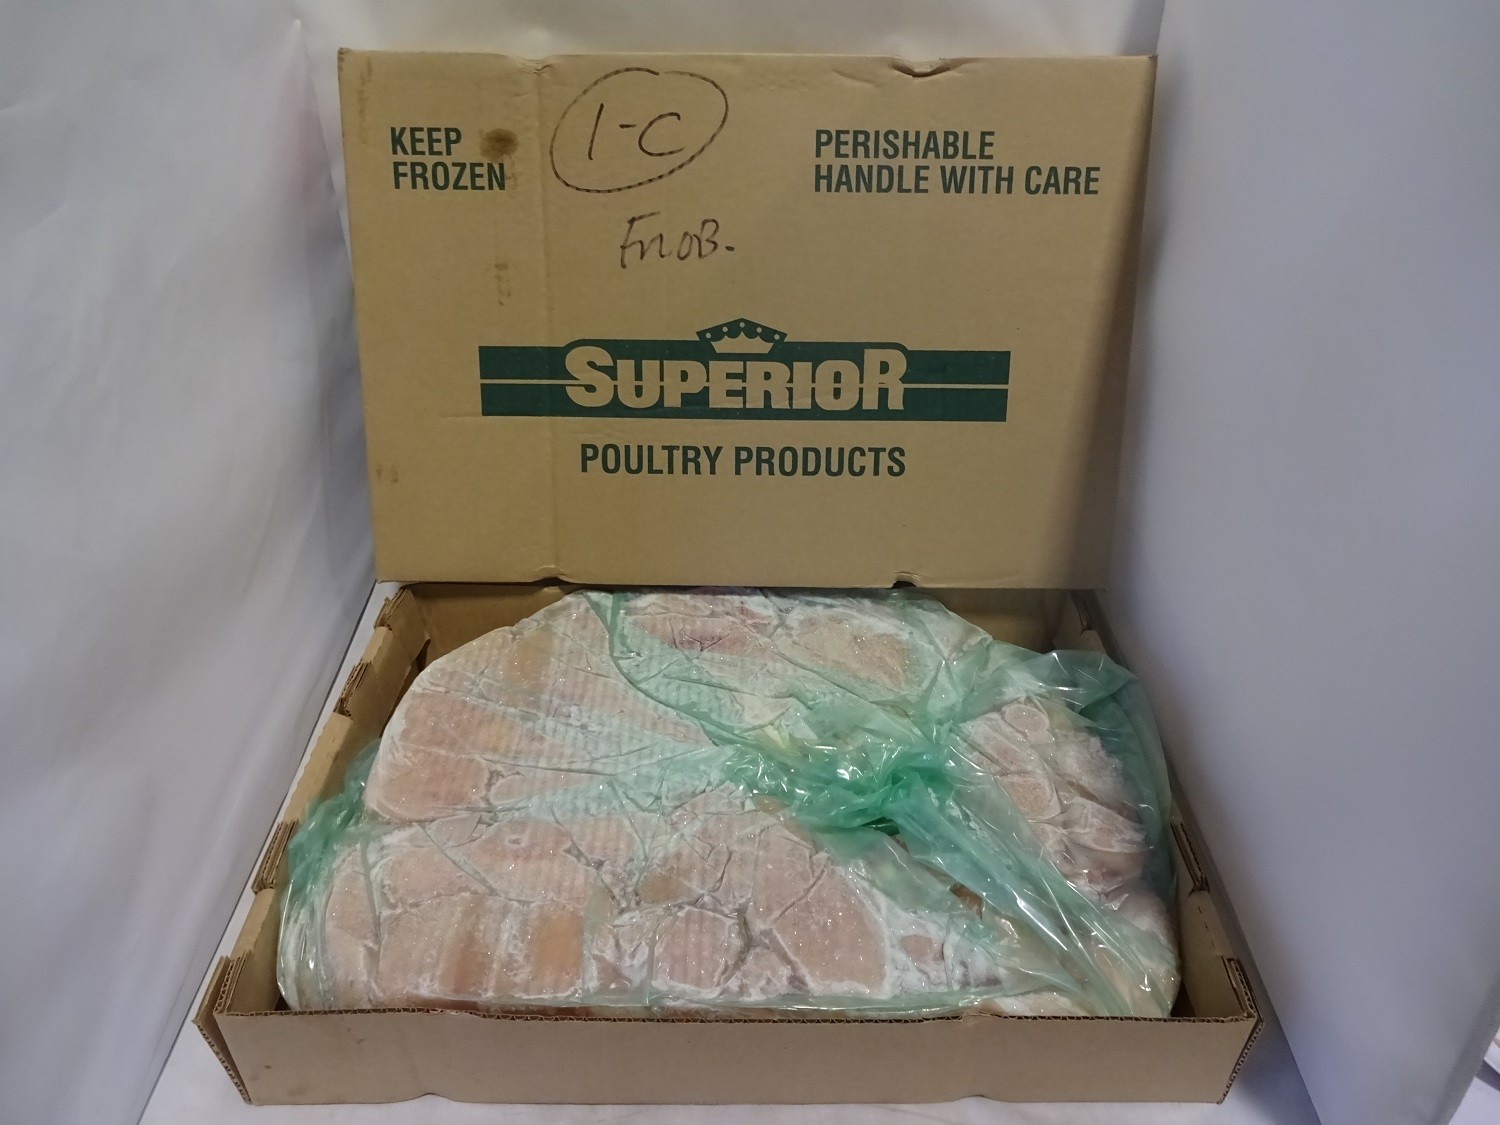 1-C
KEEP
FROZEN
PERISHABLE
HANDLE WITH CARE
SUPERIOR
POULTRY PRODUCTS